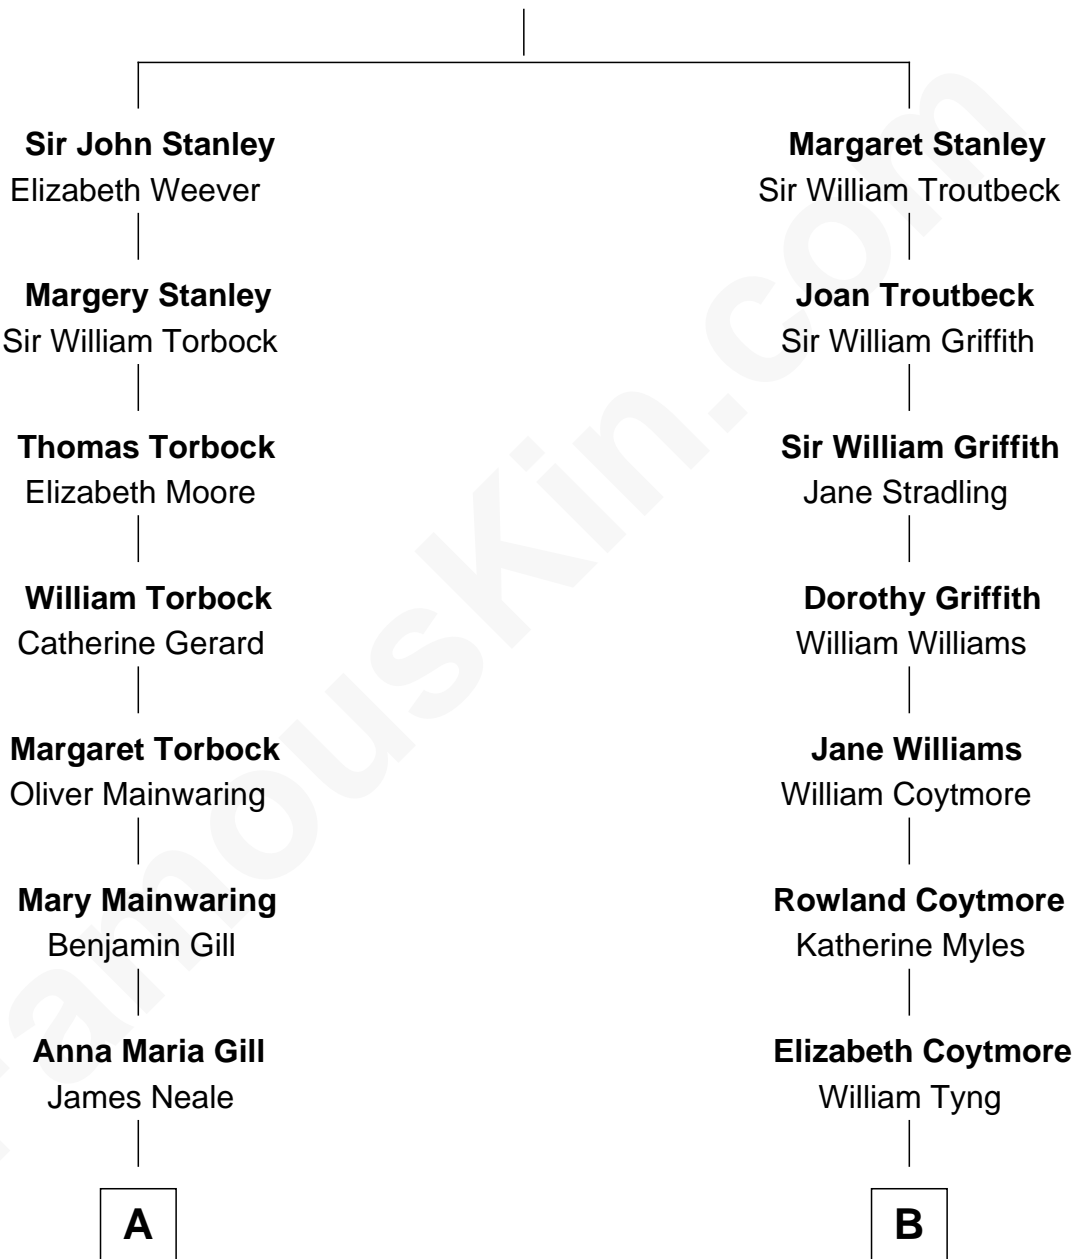 Sir John Stanley
Elizabeth Weever
Margery Stanley
Sir William Torbock
Thomas Torbock
Elizabeth Moore
William Torbock
Catherine Gerard
Margaret Torbock
Oliver Mainwaring
Mary Mainwaring
Benjamin Gill
Anna Maria Gill
James Neale
A
Margaret Stanley
Sir William Troutbeck
Joan Troutbeck
Sir William Griffith
Sir William Griffith
Jane Stradling
Dorothy Griffith
William Williams
Jane Williams
William Coytmore
Rowland Coytmore
Katherine Myles
Elizabeth Coytmore
William Tyng
B
FamousKin.com